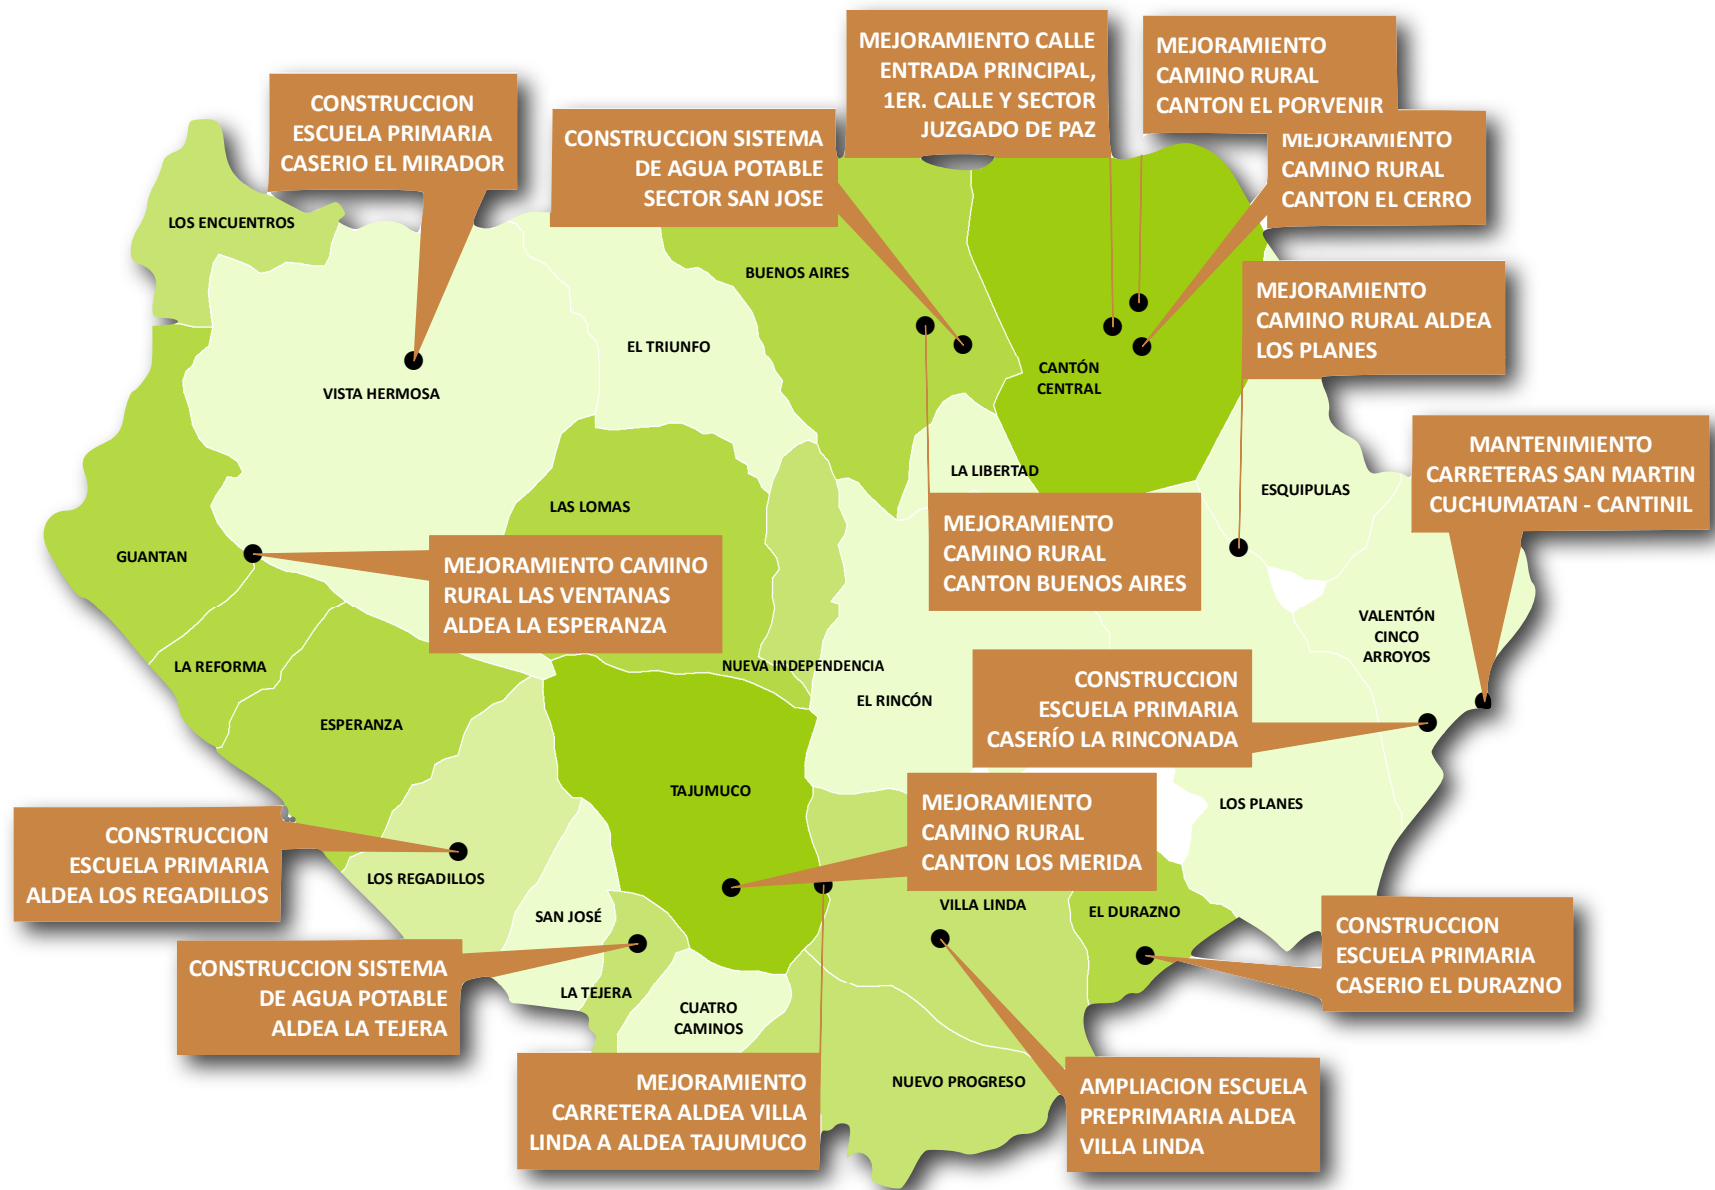 MEJORAMIENTO CALLE
ENTRADA PRINCIPAL,
1ER. CALLE Y SECTOR
JUZGADO DE PAZ
MEJORAMIENTO
CAMINO RURAL
CANTON EL PORVENIR
CONSTRUCCION
ESCUELA PRIMARIA
CASERIO EL MIRADOR
CONSTRUCCION SISTEMA
DE AGUA POTABLE
SECTOR SAN JOSE
MEJORAMIENTO
CAMINO RURAL
CANTON EL CERRO
LOS ENCUENTROS
BUENOS AIRES
MEJORAMIENTO
CAMINO RURAL ALDEA
LOS PLANES
EL TRIUNFO
CANTÓN
CENTRAL
VISTA HERMOSA
MANTENIMIENTO
CARRETERAS SAN MARTIN
CUCHUMATAN - CANTINIL
LA LIBERTAD
ESQUIPULAS
LAS LOMAS
GUANTAN
MEJORAMIENTO
CAMINO RURAL
CANTON BUENOS AIRES
MEJORAMIENTO CAMINO
RURAL LAS VENTANAS
ALDEA LA ESPERANZA
VALENTÓN
CINCO
ARROYOS
LA REFORMA
NUEVA INDEPENDENCIA
EL RINCÓN
CONSTRUCCION
ESCUELA PRIMARIA
CASERÍO LA RINCONADA
ESPERANZA
TAJUMUCO
LOS PLANES
MEJORAMIENTO
CAMINO RURAL
CANTON LOS MERIDA
CONSTRUCCION
ESCUELA PRIMARIA
ALDEA LOS REGADILLOS
LOS REGADILLOS
SAN JOSÉ
VILLA LINDA
EL DURAZNO
CONSTRUCCION
ESCUELA PRIMARIA
CASERIO EL DURAZNO
CONSTRUCCION SISTEMA
DE AGUA POTABLE
ALDEA LA TEJERA
LA TEJERA
CUATRO
CAMINOS
NUEVO PROGRESO
MEJORAMIENTO
CARRETERA ALDEA VILLA
LINDA A ALDEA TAJUMUCO
AMPLIACION ESCUELA
PREPRIMARIA ALDEA
VILLA LINDA